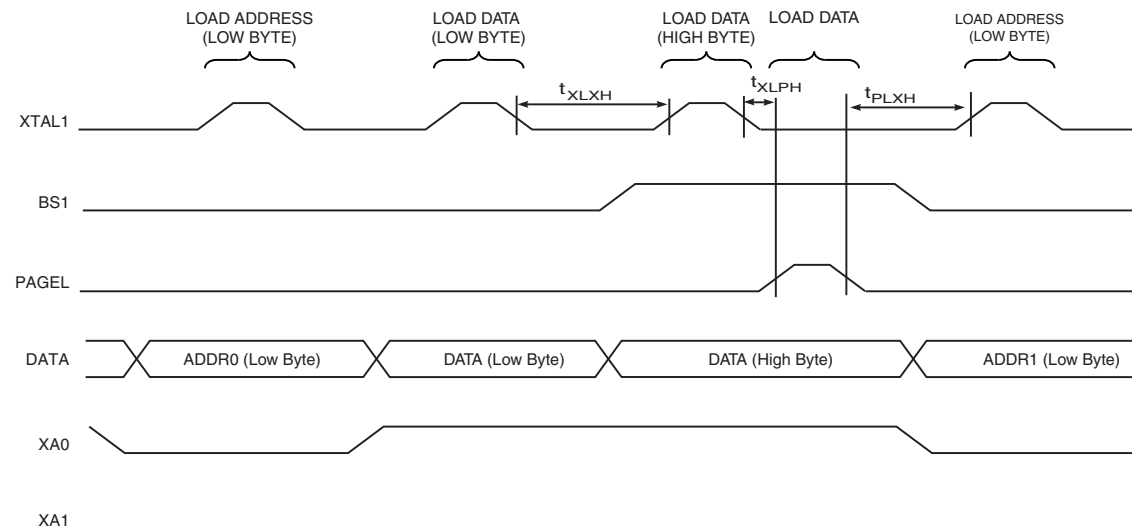 LOAD ADDRESS
(LOW BYTE)
LOAD DATA
(LOW BYTE)
LOAD DATA
(HIGH BYTE)
LOAD DATA
LOAD ADDRESS
(LOW BYTE)
tXLXH
tXLPH
tPLXH
XTAL1
BS1
PAGEL
DATA
ADDR0 (Low Byte)
DATA (Low Byte)
DATA (High Byte)
ADDR1 (Low Byte)
XA0
XA1